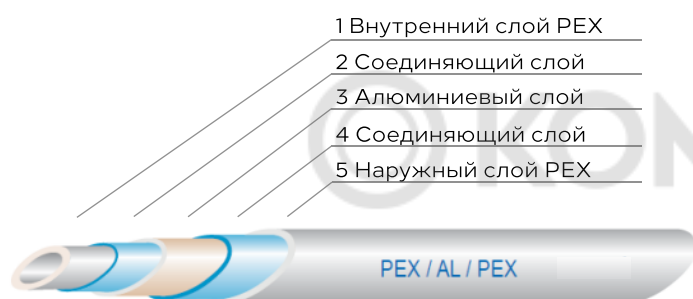 1 Внутренний слой PEX
2 Соединяющий слой
3 Алюминиевый слой
4 Соединяющий слой
5 Наружный слой PEX
KON
PEX / AL / PEX